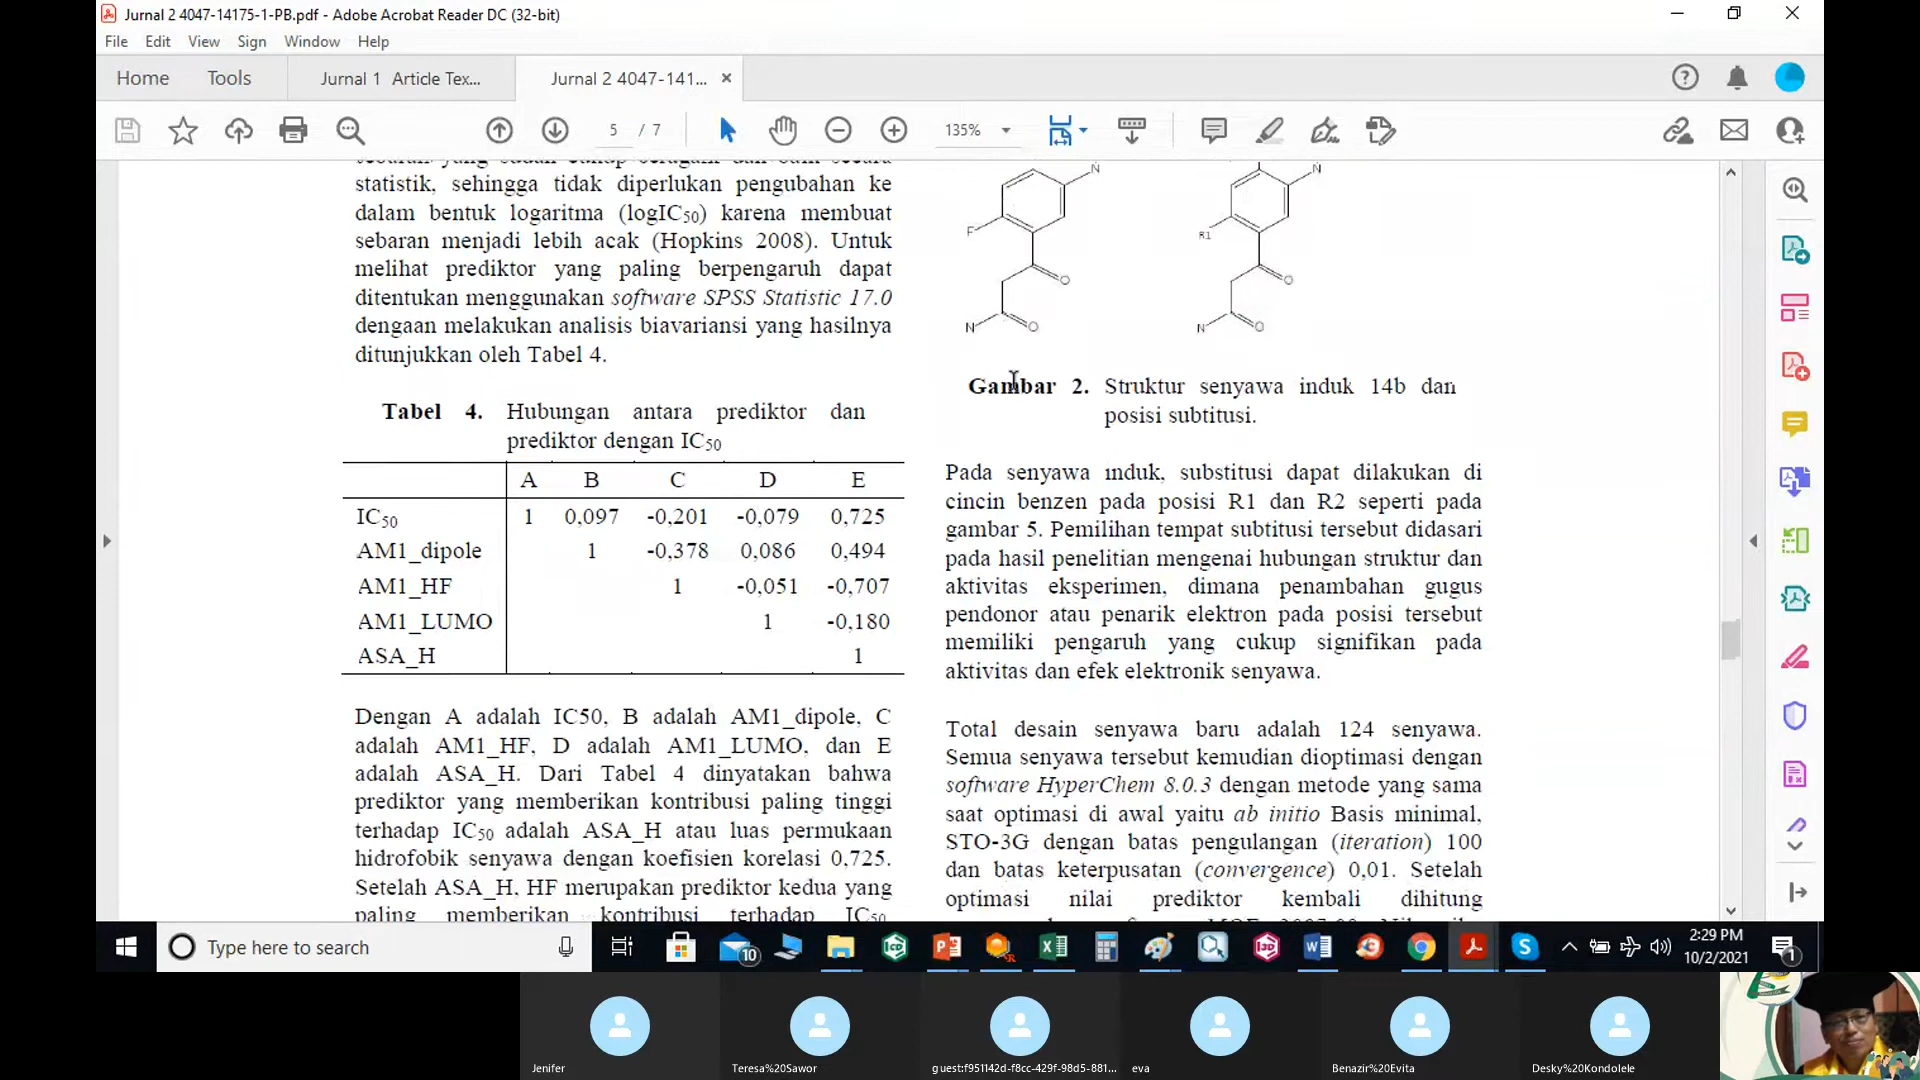 Jurnal 2 4047-14175-1-PB.pdf - Adobe Acrobat Reader DC (32-bit)
File Edit View Sign Window Help
Home Tools Jurnal 1 Article Tex... Jurnal 2 4047-141...
5 / 7 135%
statistik, sehingga tidak diperlukan pengubahan ke
dalam bentuk logaritma (logIC50) karena membuat
sebaran menjadi lebih acak (Hopkins 2008). Untuk
melihat prediktor yang paling berpengaruh dapat
ditentukan menggunakan software SPSS Statistic 17.0
dengaan melakukan analisis biavariansi yang hasilnya
ditunjukkan oleh Tabel 4.
Tabel 4. Hubungan antara prediktor dan
prediktor dengan IC50
A B C D E
IC50 1 0,097 -0,201 -0,079 0,725
AM1_dipole 1 -0,378 0,086 0,494
AM1_HF 1 -0,051 -0,707
AM1_LUMO 1 -0,180
ASA_H 1
Dengan A adalah IC50, B adalah AM1_dipole, C
adalah AM1_HF, D adalah AM1_LUMO, dan E
adalah ASA_H. Dari Tabel 4 dinyatakan bahwa
prediktor yang memberikan kontribusi paling tinggi
terhadap IC50 adalah ASA_H atau luas permukaan
hidrofobik senyawa dengan koefisien korelasi 0,725.
Setelah ASA_H, HF merupakan prediktor kedua yang
paling memberikan kontribusi terhadap IC50
N N
F R1
O O
N O N O
Gambar 2. Struktur senyawa induk 14b dan
posisi subtitusi.
Pada senyawa induk, substitusi dapat dilakukan di
cincin benzen pada posisi R1 dan R2 seperti pada
gambar 5. Pemilihan tempat subtitusi tersebut didasari
pada hasil penelitian mengenai hubungan struktur dan
aktivitas eksperimen, dimana penambahan gugus
pendonor atau penarik elektron pada posisi tersebut
memiliki pengaruh yang cukup signifikan pada
aktivitas dan efek elektronik senyawa.
Total desain senyawa baru adalah 124 senyawa.
Semua senyawa tersebut kemudian dioptimasi dengan
software HyperChem 8.0.3 dengan metode yang sama
saat optimasi di awal yaitu ab initio Basis minimal,
STO-3G dengan batas pengulangan (iteration) 100
dan batas keterpusatan (convergence) 0,01. Setelah
optimasi nilai prediktor kembali dihitung
Type here to search
10
2:29 PM
10/2/2021
1
Jenifer
Teresa%20Sawor
guest:f951142d-f8cc-429f-98d5-881...
eva
Benazir%20Evita
Desky%20Kondolele